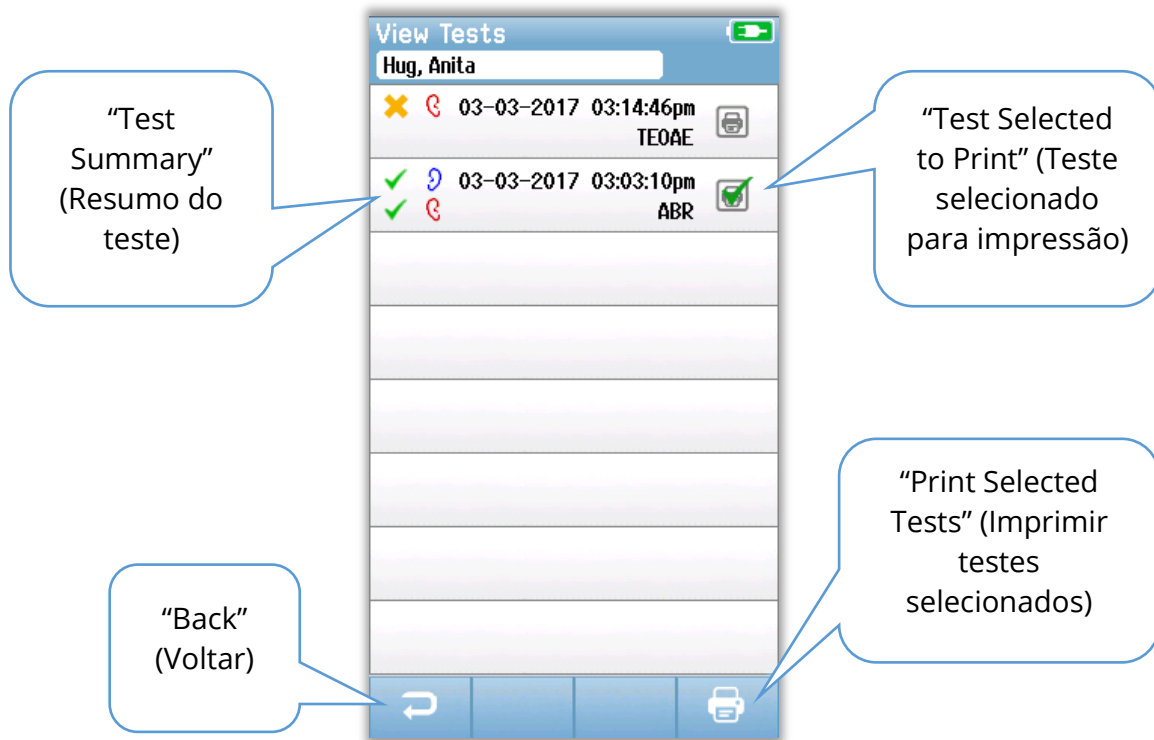 View Tests
Hug, Anita
03-03-2017 03:14:46pm
TEOAE
03-03-2017 03:03:10pm
ABR
“Test
Summary”
(Resumo do
teste)
“Test Selected
to Print” (Teste
selecionado
para impressão)
“Print Selected
Tests” (Imprimir
testes
selecionados)
“Back”
(Voltar)